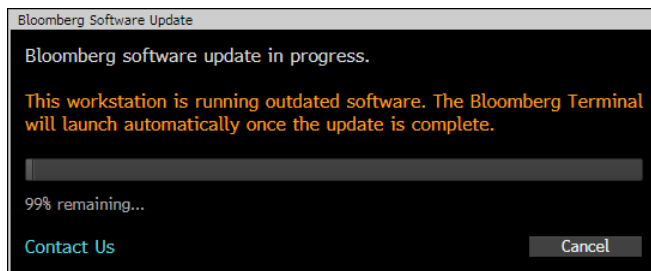 Bloomberg Software Update
Bloomberg software update in progress.
This workstation is running outdated software. The Bloomberg Terminal
will launch automatically once the update is complete.
99% remaining...
Contact Us
Cancel